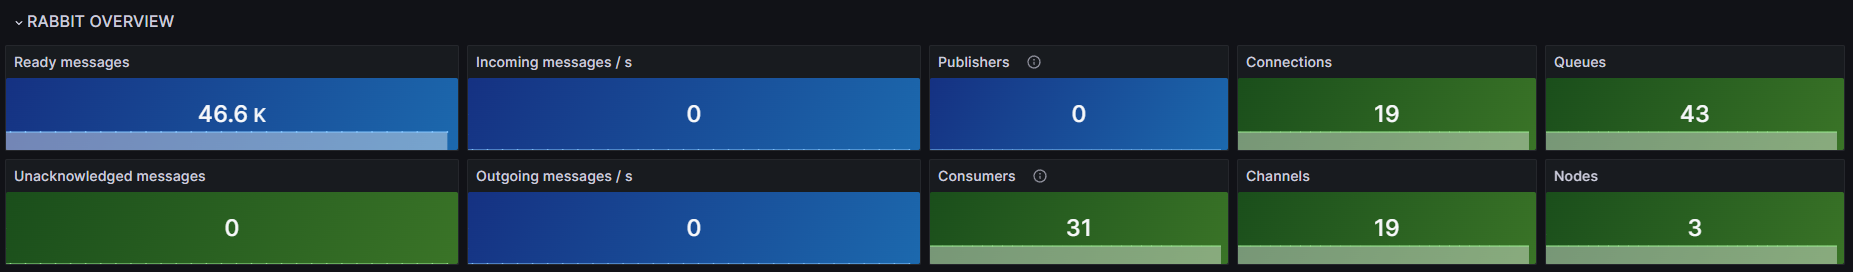 RABBIT OVERVIEW
Ready messages
46.6 K
Incoming messages / s
0
Publishers
0
Connections
19
Queues
43
Unacknowledged messages
0
Outgoing messages / s
0
Consumers
31
Channels
19
Nodes
3